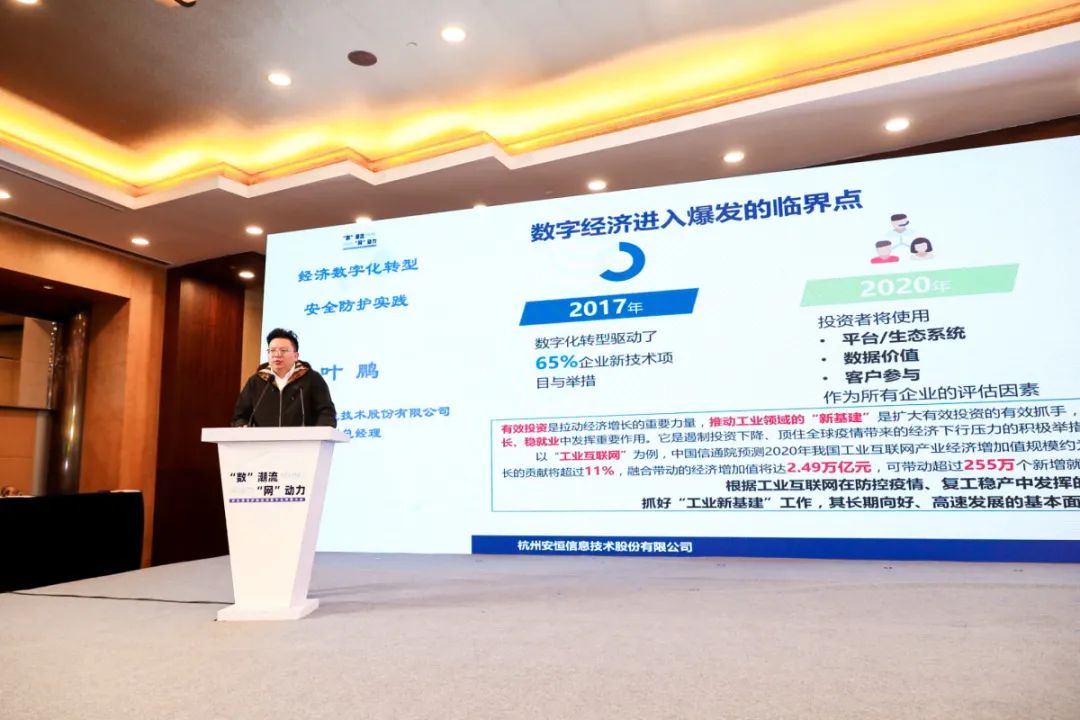 "数"潮流
"网"动力
经济数字化转型
安全防护实践
叶 鹏
技术股份有限公司
总经理
数字经济进入爆发的临界点
2017年
数字化转型驱动了
65%企业新技术项
目与举措
2020年
投资者将使用
• 平台/生态系统
• 数据价值
• 客户参与
作为所有企业的评估因素
有效投资是拉动经济增长的重要力量，推动工业领域的“新基建”是扩大有效投资的有效抓手，
长、稳就业中发挥重要作用。它是遏制投资下降、顶住全球疫情带来的经济下行压力的积极举措
以“工业互联网”为例，中国信通院预测2020年我国工业互联网产业经济增加值规模约为
长的贡献将超过11%，融合带动的经济增加值将达2.49万亿元，可带动超过255万个新增就
根据工业互联网在防控疫情、复工稳产中发挥的
抓好“工业新基建”工作，其长期向好、高速发展的基本面
杭州安恒信息技术股份有限公司
“数”潮流
“网”动力